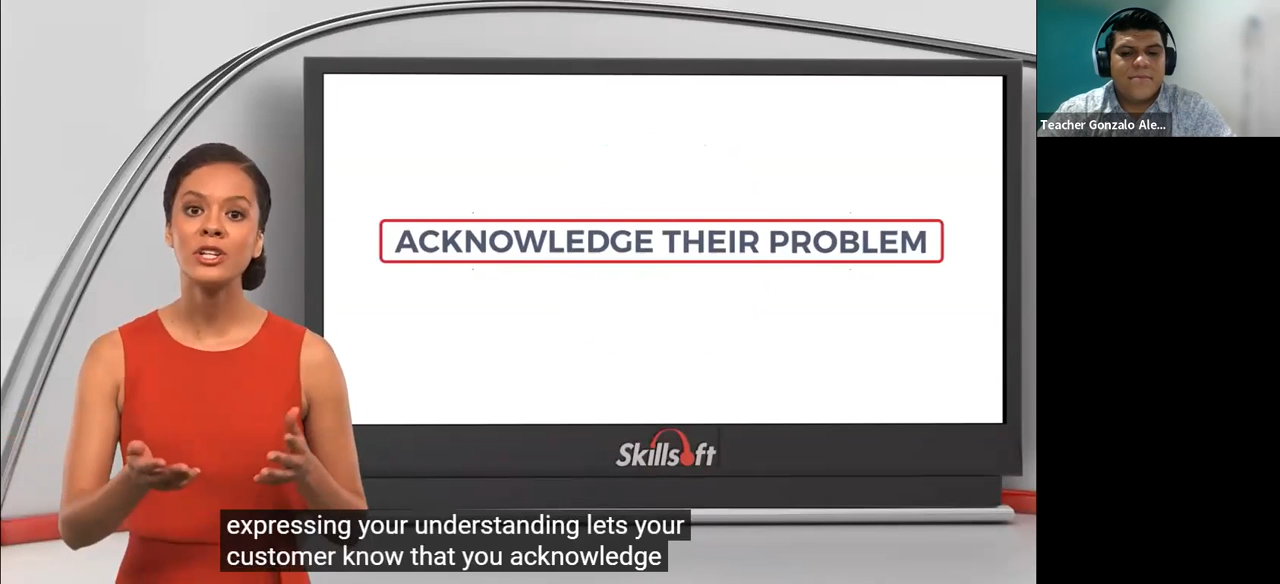 Teacher Gonzalo Ale...
ACKNOWLEDGE THEIR PROBLEM
Skillsoft
expressing your understanding lets your
customer know that you acknowledge